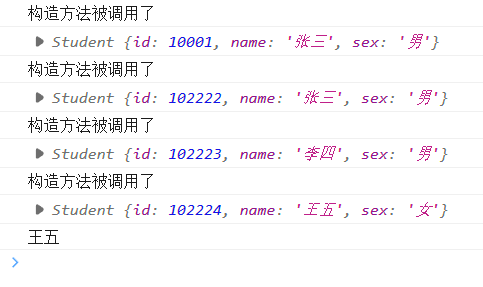 构造方法被调用了
Student {id: 10001, name: '张三', sex: '男'}
构造方法被调用了
Student {id: 102222, name: '张三', sex: '男'}
构造方法被调用了
Student {id: 102223, name: '李四', sex: '男'}
构造方法被调用了
Student {id: 102224, name: '王五', sex: '女'}
王五